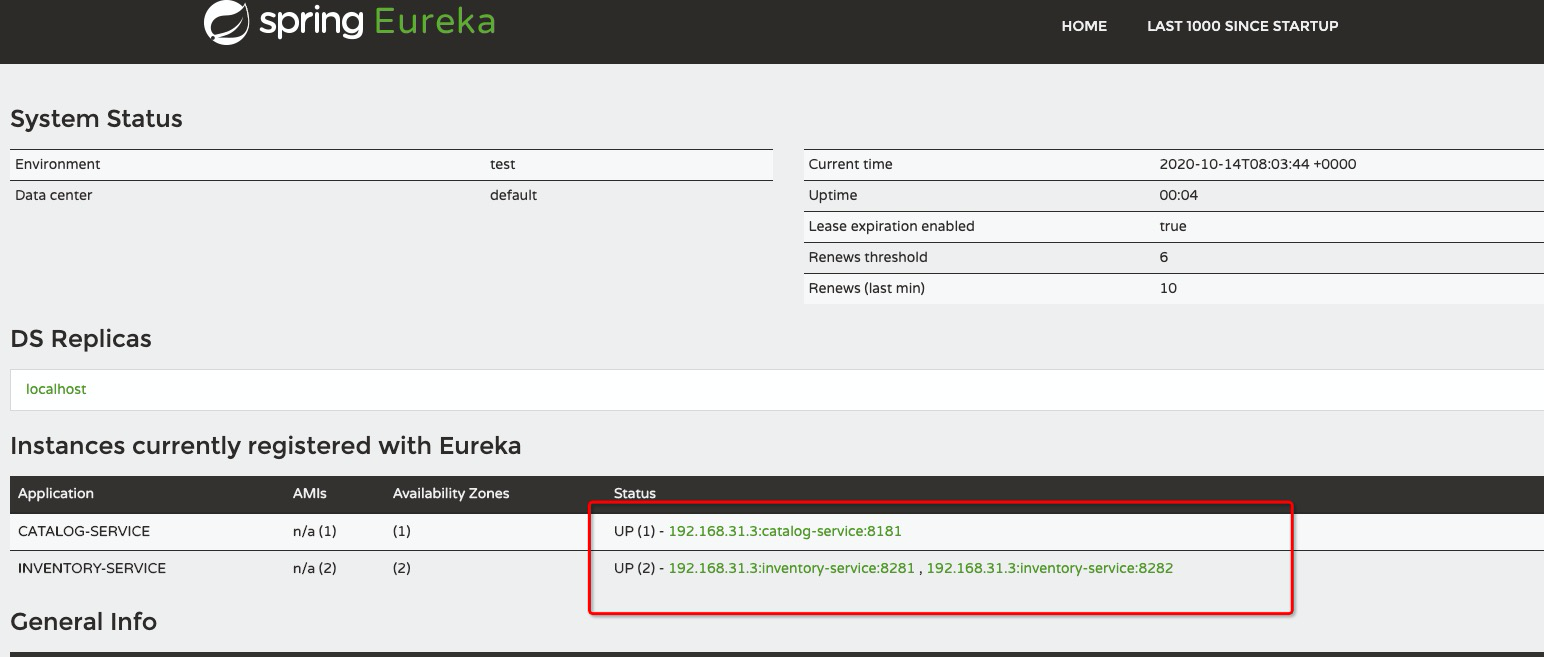 spring Eureka
HOME LAST 1000 SINCE STARTUP
System Status
Environment test
Data center default
Current time 2020-10-14T08:03:44 +0000
Uptime 00:04
Lease expiration enabled true
Renews threshold 6
Renews (last min) 10
DS Replicas
localhost
Instances currently registered with Eureka
Application AMIs Availability Zones Status
CATALOG-SERVICE n/a (1) (1) UP (1) - 192.168.31.3:catalog-service:8181
INVENTORY-SERVICE n/a (2) (2) UP (2) - 192.168.31.3:inventory-service:8281 , 192.168.31.3:inventory-service:8282
General Info